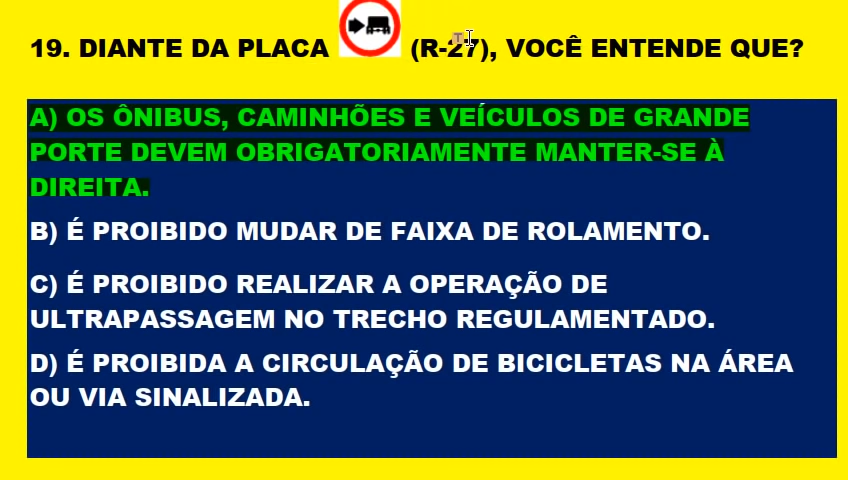 19. DIANTE DA PLACA (R-27), VOCÊ ENTENDE QUE?
A) OS ÔNIBUS, CAMINHÕES E VEÍCULOS DE GRANDE
PORTE DEVEM OBRIGATORIAMENTE MANTER-SE À
DIREITA.
B) É PROIBIDO MUDAR DE FAIXA DE ROLAMENTO.
C) É PROIBIDO REALIZAR A OPERAÇÃO DE
ULTRAPASSAGEM NO TRECHO REGULAMENTADO.
D) É PROIBIDA A CIRCULAÇÃO DE BICICLETAS NA ÁREA
OU VIA SINALIZADA.